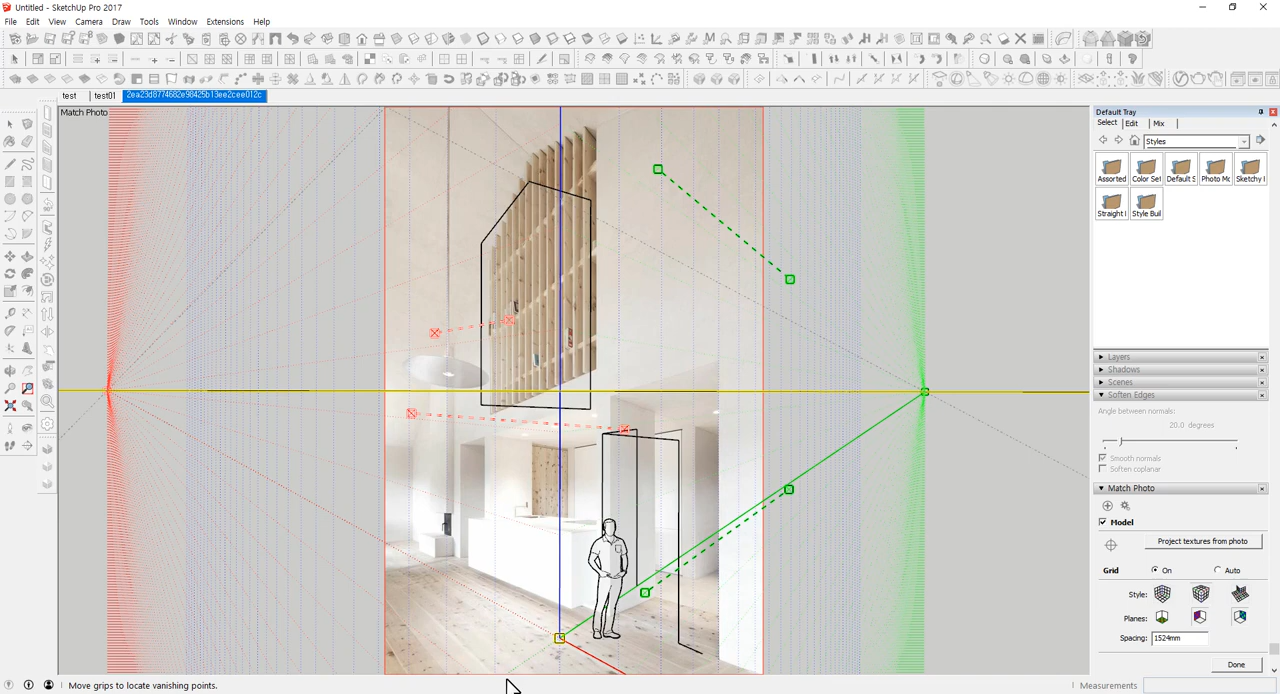 Untitled - SketchUp Pro 2017
File Edit View Camera Draw Tools Window Extensions Help
test test01 2ea23d8774682e98425b13ee2cee012c
Match Photo
Default Tray
Select Edit Mix
Styles
Assorted Color Sel Default S Photo Mo Sketchy I
Straight I Style Buil
Layers
Shadows
Scenes
Soften Edges
Angle between normals:
20.0 degrees
Smooth normals
Soften coplanar
Match Photo
Model
Project textures from photo
Grid On Auto
Style:
Planes:
Spacing: 1524mm
Done
Move grips to locate vanishing points.
Measurements